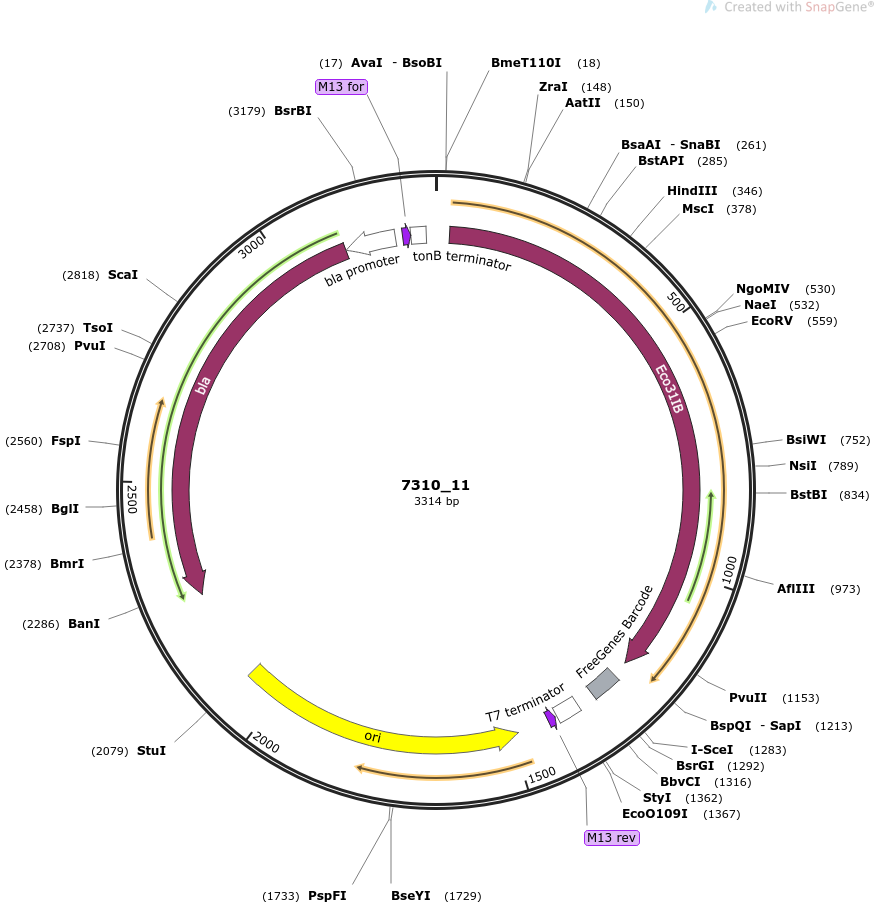 Created with SnapGene®
(17) AvaI - BsoBI
BmeT110I (18)
M13 for
ZraI (148)
AatII (150)
(3179) BsrBI
BsaAI - SnaBI (261)
BstAPI (285)
HindIII (346)
MscI (378)
3000
bla promoter
tonB terminator
(2818) ScaI
NgoMIV (530)
NaeI (532)
EcoRV (559)
500
(2737) TsoI
(2708) PvuI
bla
Eco31IB
(2560) FspI
BsiWI (752)
NsiI (789)
BstBI (834)
7310_11
3314 bp
2500
(2458) BglI
(2378) BmrI
1000
AflIII (973)
(2286) BanI
FreeGenes Barcode
T7 terminator
PvuII (1153)
BspQI - SapI (1213)
ori
2000
(2079) StuI
I-SceI (1283)
BsrGI (1292)
BbvCI (1316)
1500
StyI (1362)
EcoO109I (1367)
M13 rev
(1733) PspFI
BseYI (1729)